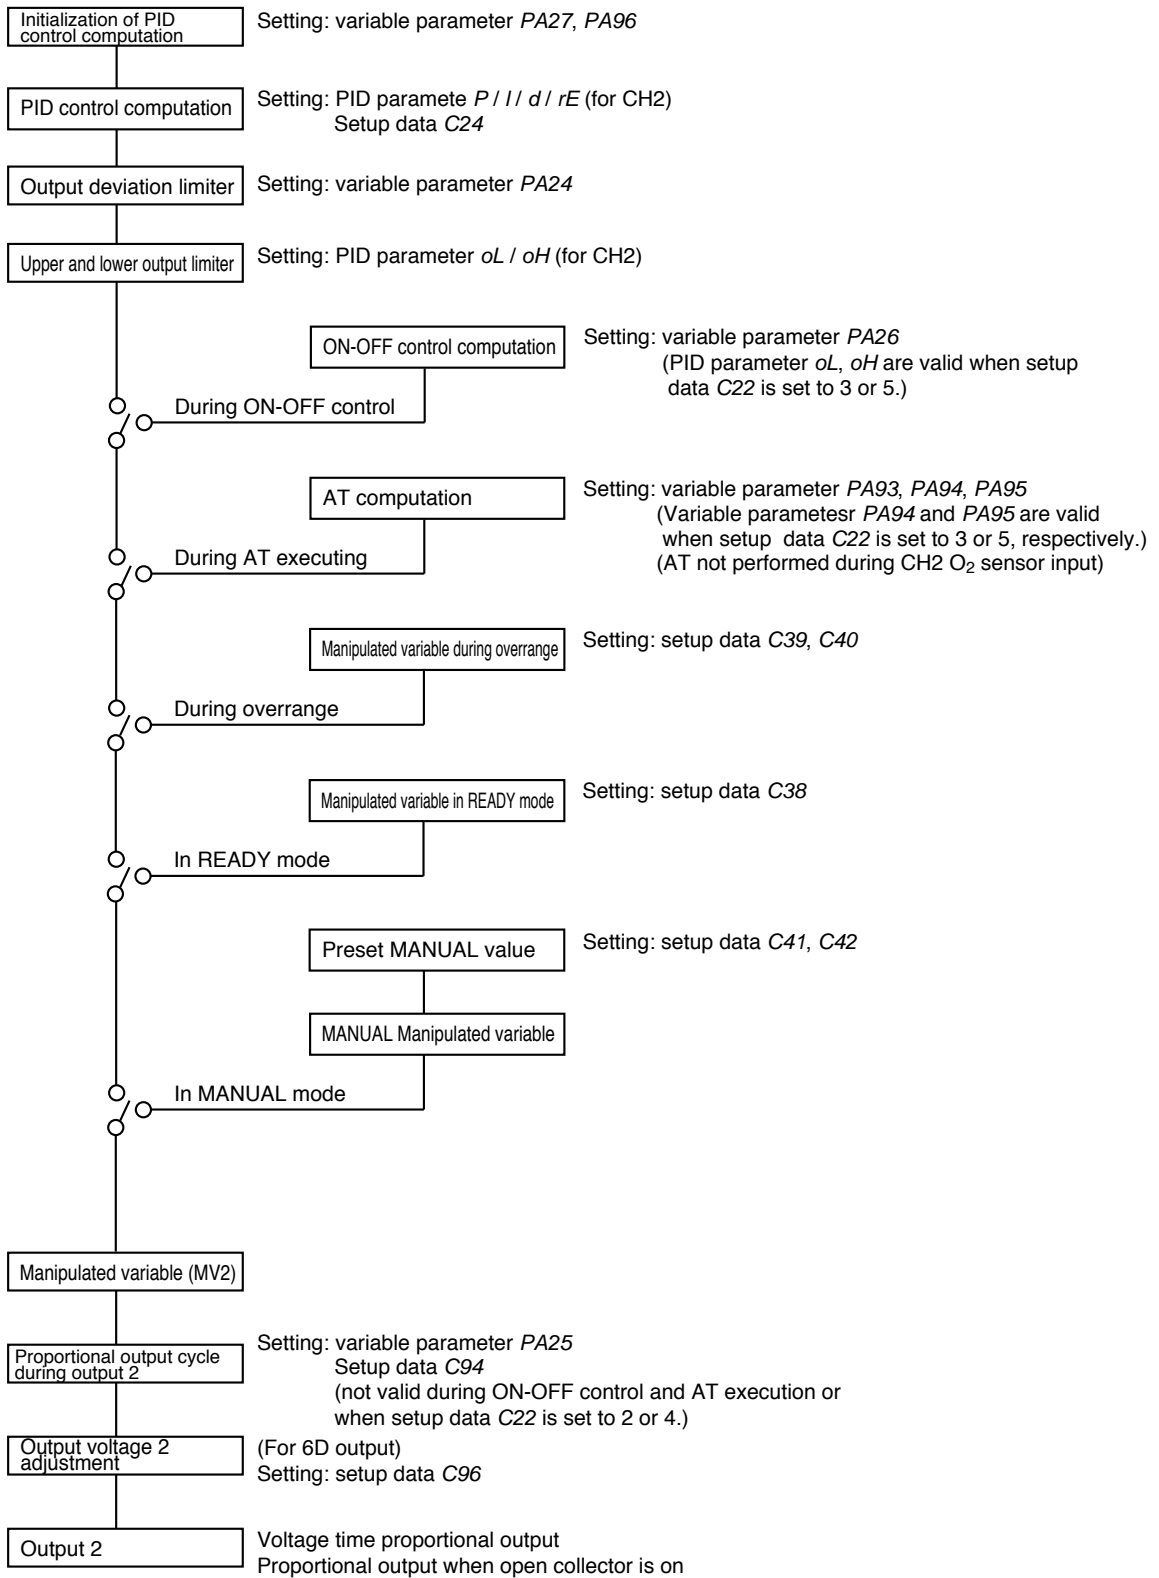 Initialization of PID
control computation
Setting: variable parameter PA27, PA96
PID control computation
Setting: PID paramete P / I / d / rE (for CH2)
Setup data C24
Output deviation limiter
Setting: variable parameter PA24
Upper and lower output limiter
Setting: PID parameter oL / oH (for CH2)
ON-OFF control computation
Setting: variable parameter PA26
(PID parameter oL, oH are valid when setup
data C22 is set to 3 or 5.)
During ON-OFF control
AT computation
Setting: variable parameter PA93, PA94, PA95
(Variable parametesr PA94 and PA95 are valid
when setup data C22 is set to 3 or 5, respectively.)
(AT not performed during CH2 O2 sensor input)
During AT executing
Manipulated variable during overrange
Setting: setup data C39, C40
During overrange
Manipulated variable in READY mode
Setting: setup data C38
In READY mode
Preset MANUAL value
Setting: setup data C41, C42
MANUAL Manipulated variable
In MANUAL mode
Manipulated variable (MV2)
Proportional output cycle
during output 2
Setting: variable parameter PA25
Setup data C94
(not valid during ON-OFF control and AT execution or
when setup data C22 is set to 2 or 4.)
Output voltage 2
adjustment
(For 6D output)
Setting: setup data C96
Output 2
Voltage time proportional output
Proportional output when open collector is on